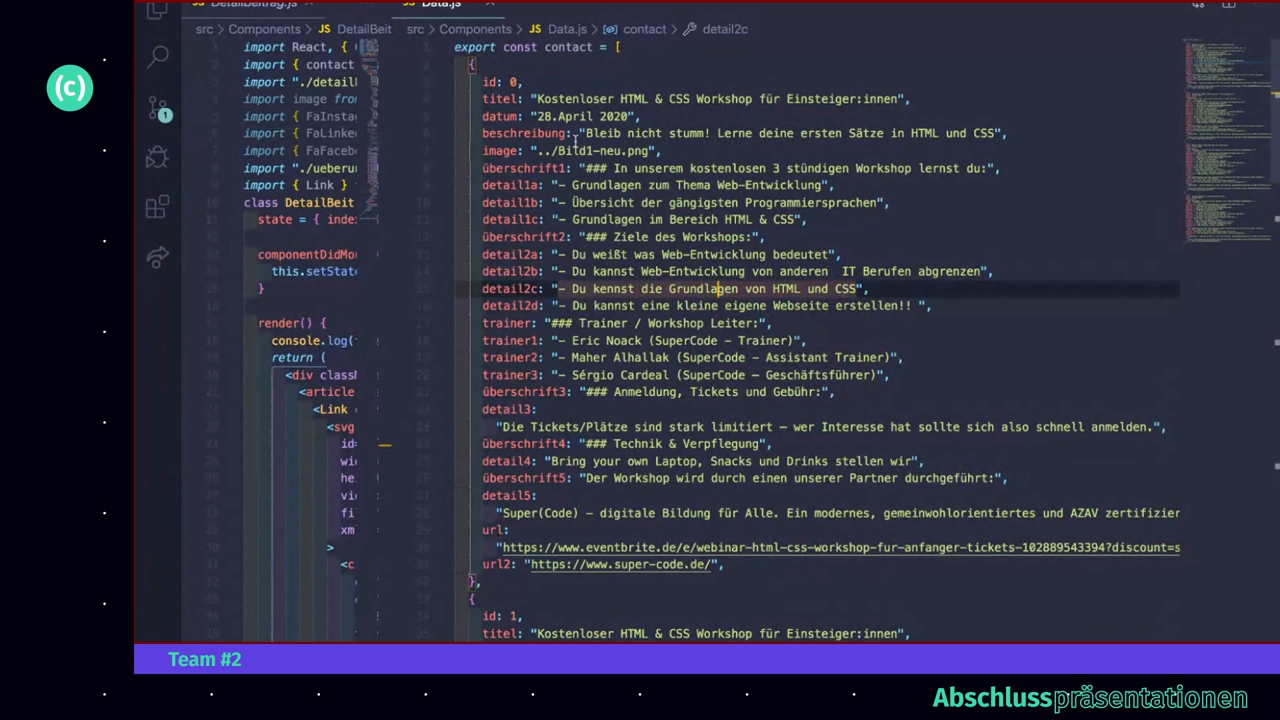 DetailBeitrag.js
Data.js
src > Components > JS DetailBeit
src > Components > JS Data.js > contact > detail2c
(c)
1
import React, {
import { contact
import "./detail
import image from
import { FaInsta
import { FaLinke
import { FaFaceb
import "./ueberu
import { Link }
class DetailBeit
state = { inde
componentDidMou
this.setState
}
render() {
console.log(
return (
<div class
<article
<Link
<svg
id=
wi
he
vi
fi
xm
>
<c
export const contact = [
{
id: 0,
titel: "Kostenloser HTML & CSS Workshop für Einsteiger:innen",
datum: "28.April 2020",
beschreibung: "Bleib nicht stumm! Lerne deine ersten Sätze in HTML und CSS",
image: "./Bild1-neu.png",
überschrift1: "### In unserem kostenlosen 2 stündigen Workshop lernst du:",
detail1a: "- Grundlagen zum Thema Web-Entwicklung",
detail1b: "- Übersicht der gängigsten Programmiersprachen",
detail1c: "- Grundlagen im Bereich HTML & CSS",
überschrift2: "### Ziele des Workshops:",
detail2a: "- Du weißt was Web-Entwicklung bedeutet",
detail2b: "- Du kannst Web-Entwicklung von anderen  IT Berufen abgrenzen",
detail2c: "- Du kennst die Grundlagen von HTML und CSS",
detail2d: "- Du kannst eine kleine eigene Webseite erstellen!! ",
trainer: "### Trainer / Workshop Leiter:",
trainer1: "- Eric Noack (SuperCode - Trainer)",
trainer2: "- Maher Alhallak (SuperCode - Assistant Trainer)",
trainer3: "- Sérgio Cardeal (SuperCode - Geschäftsführer)",
überschrift3: "### Anmeldung, Tickets und Gebühr:",
detail3:
"Die Tickets/Plätze sind stark limitiert - wer Interesse hat sollte sich also schnell anmelden.",
überschrift4: "### Technik & Verpflegung",
detail4: "Bring your own Laptop, Snacks und Drinks stellen wir",
überschrift5: "Der Workshop wird durch einen unserer Partner durchgeführt:",
detail5:
"Super(Code) - digitale Bildung für Alle. Ein modernes, gemeinwohlorientiertes und AZAV zertifizier
url:
"https://www.eventbrite.de/e/webinar-html-css-workshop-fur-anfanger-tickets-102889543394?discount=s
url2: "https://www.super-code.de/",
},
{
id: 1,
titel: "Kostenloser HTML & CSS Workshop für Einsteiger:innen",
Team #2
Abschlusspräsentationen